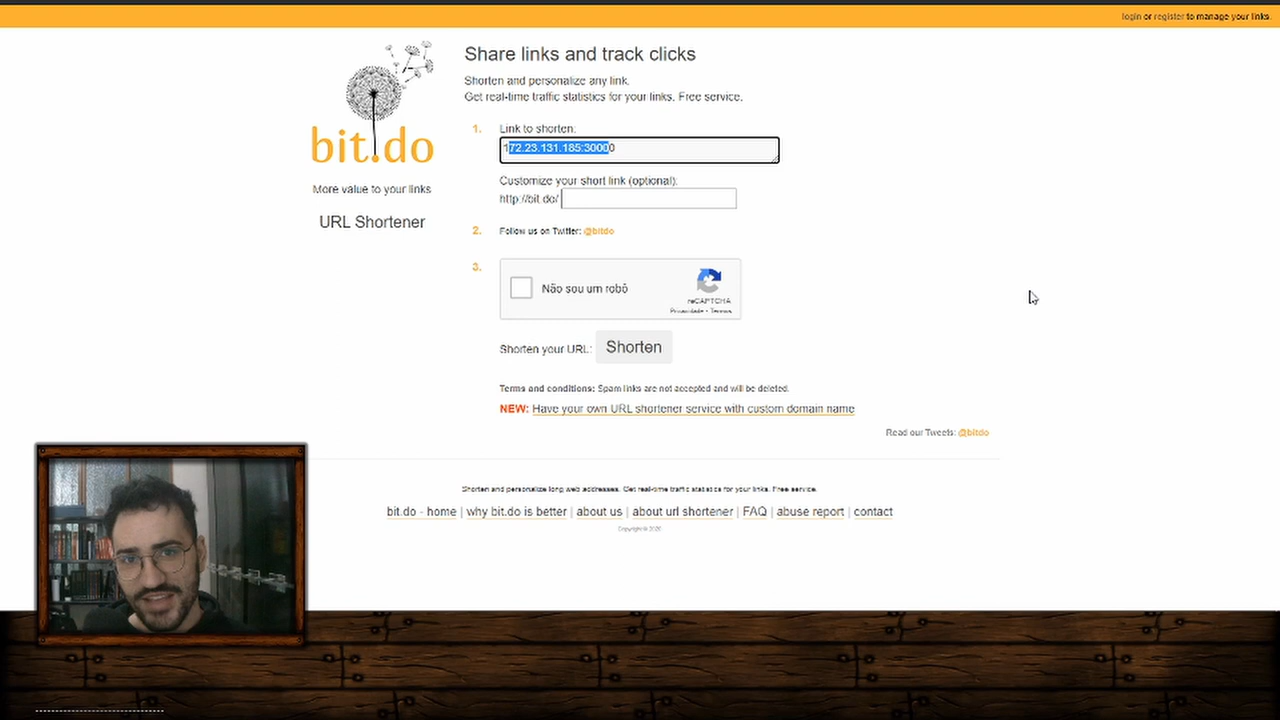 login or register to manage your links.
bit.do
More value to your links
URL Shortener
Share links and track clicks
Shorten and personalize any link.
Get real-time traffic statistics for your links. Free service.
1. Link to shorten:
172.23.131.185:30000
Customize your short link (optional):
http://bit.do/
2. Follow us on Twitter: @bitdo
3. Não sou um robô
reCAPTCHA
Privacidade - Termos
Shorten your URL: Shorten
Terms and conditions: Spam links are not accepted and will be deleted.
NEW: Have your own URL shortener service with custom domain name
Read our Tweets: @bitdo
Shorten and personalize long web addresses. Get real-time traffic statistics for your links. Free service.
bit.do - home | why bit.do is better | about us | about url shortener | FAQ | abuse report | contact
Copyright © 2020